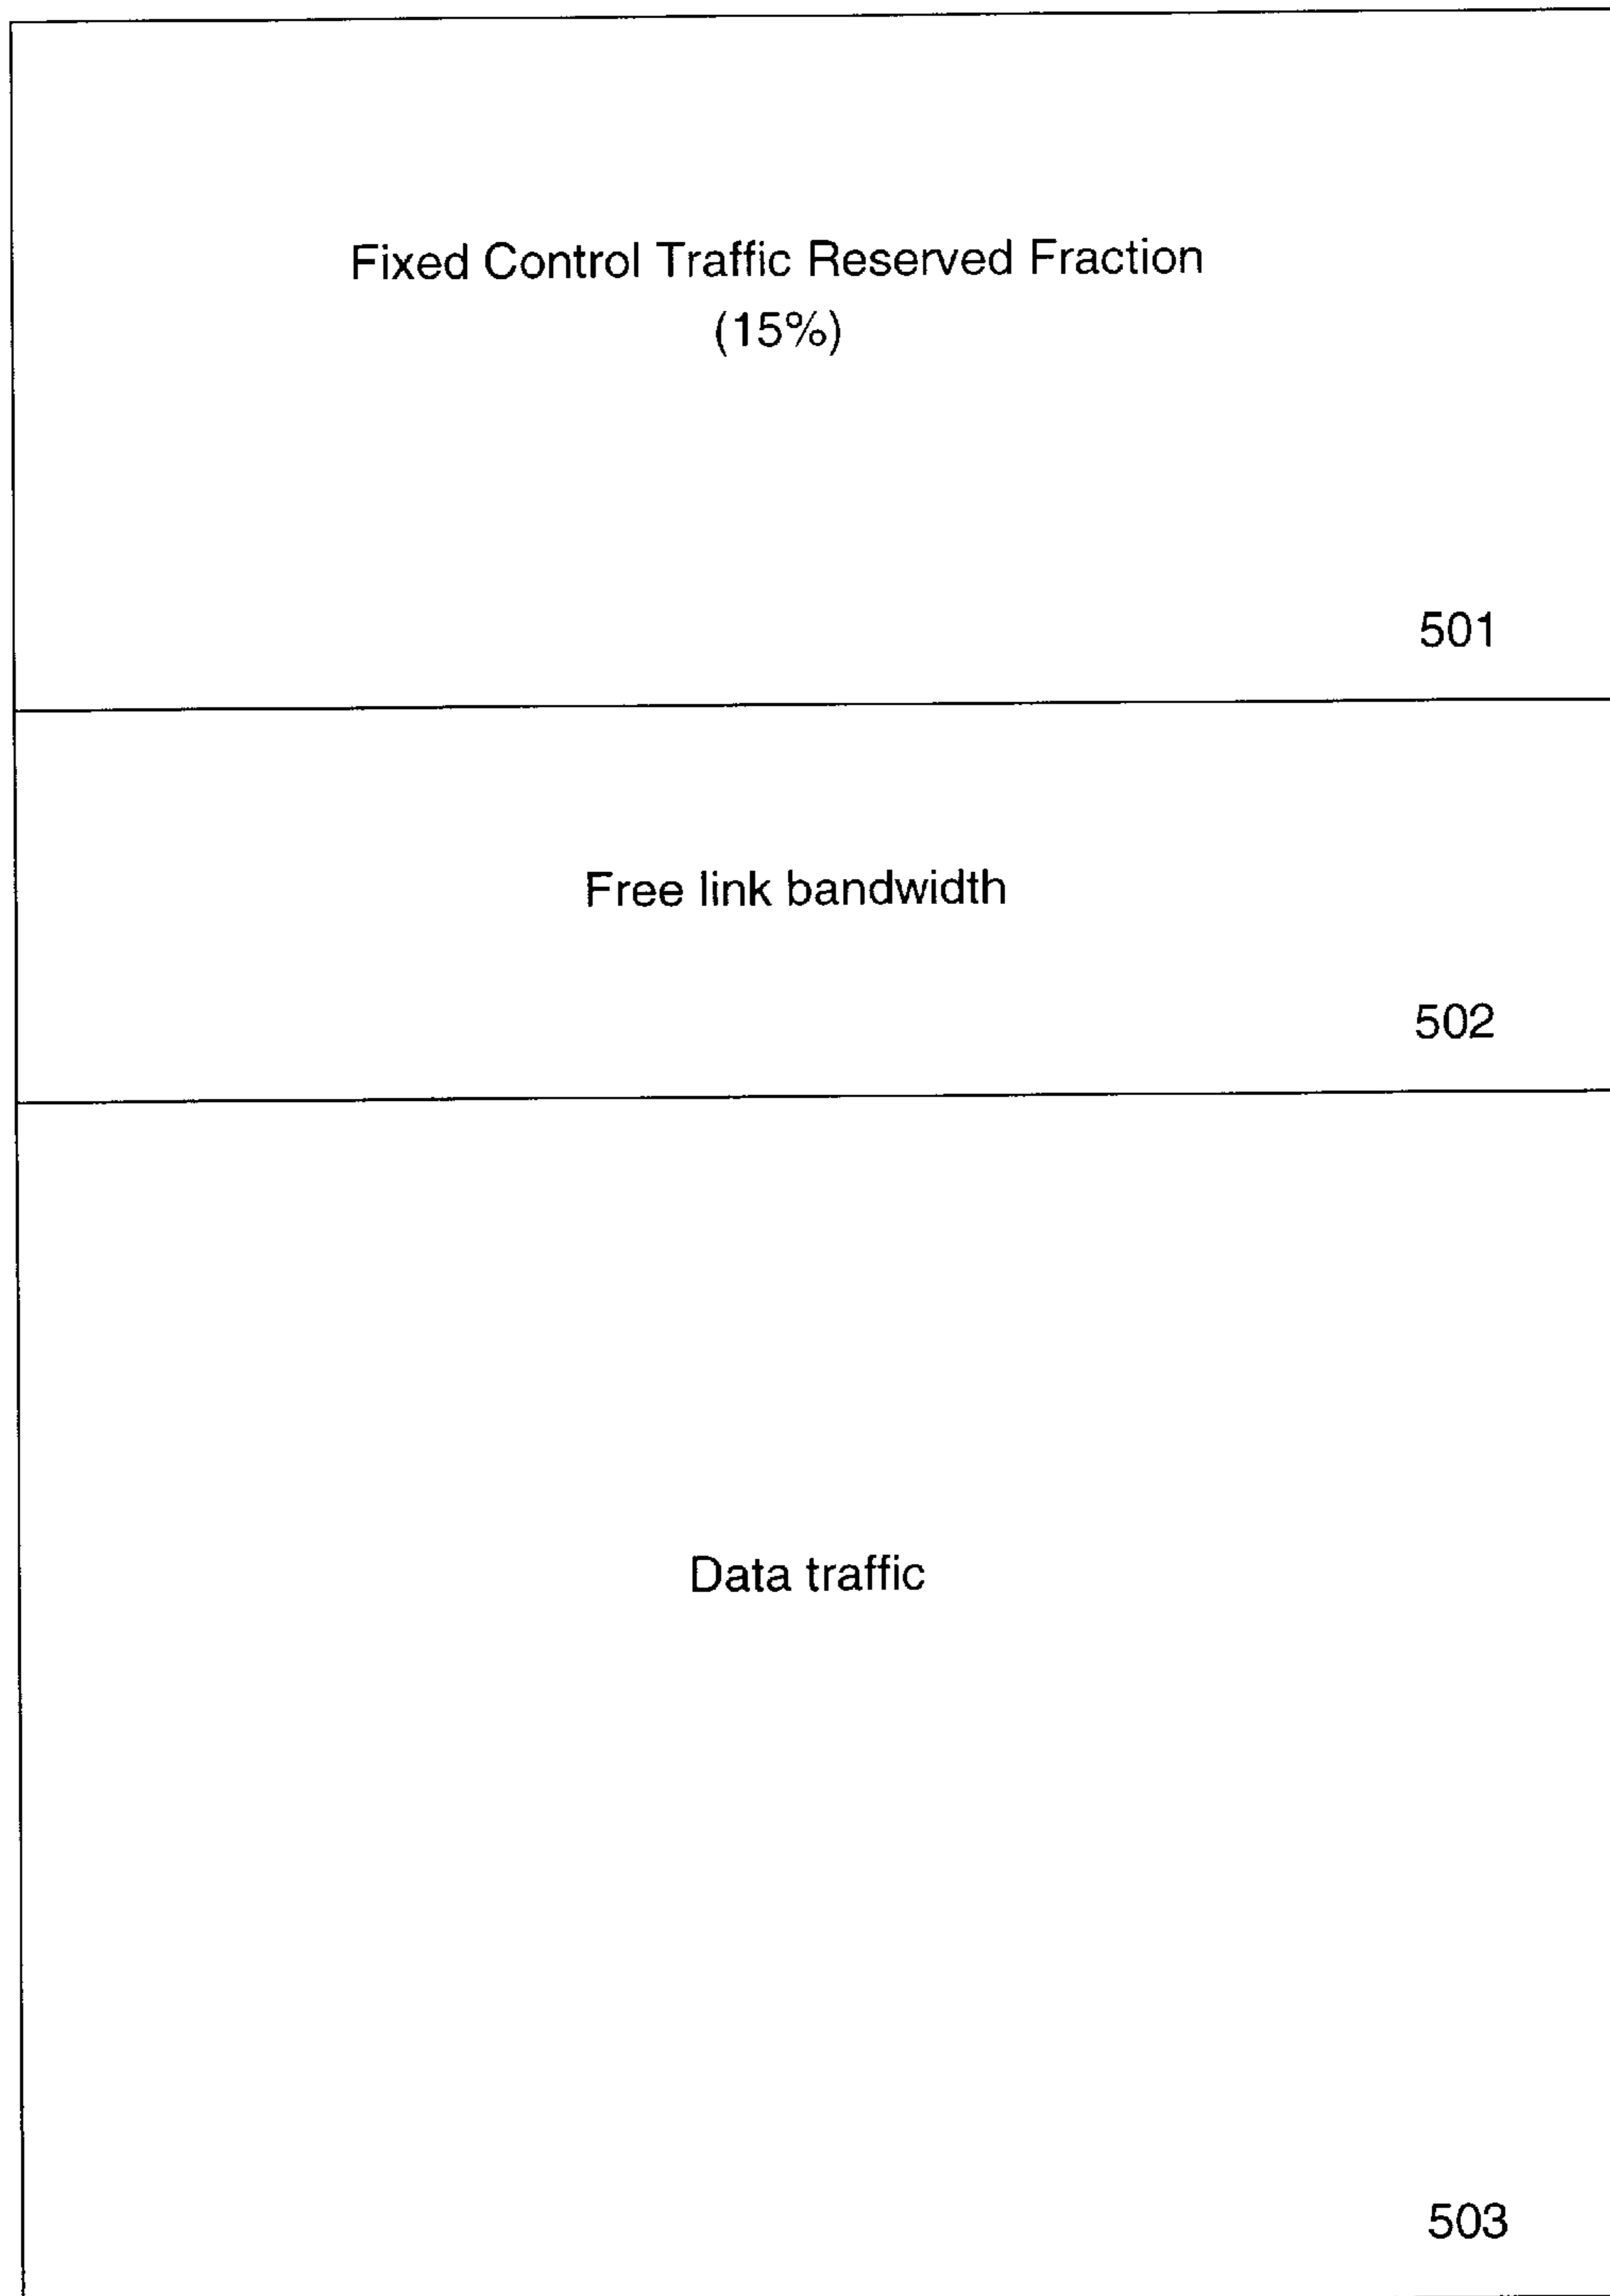 Fixed Control Traffic Reserved Fraction
(15%)
501
Free link bandwidth
502
Data traffic
503